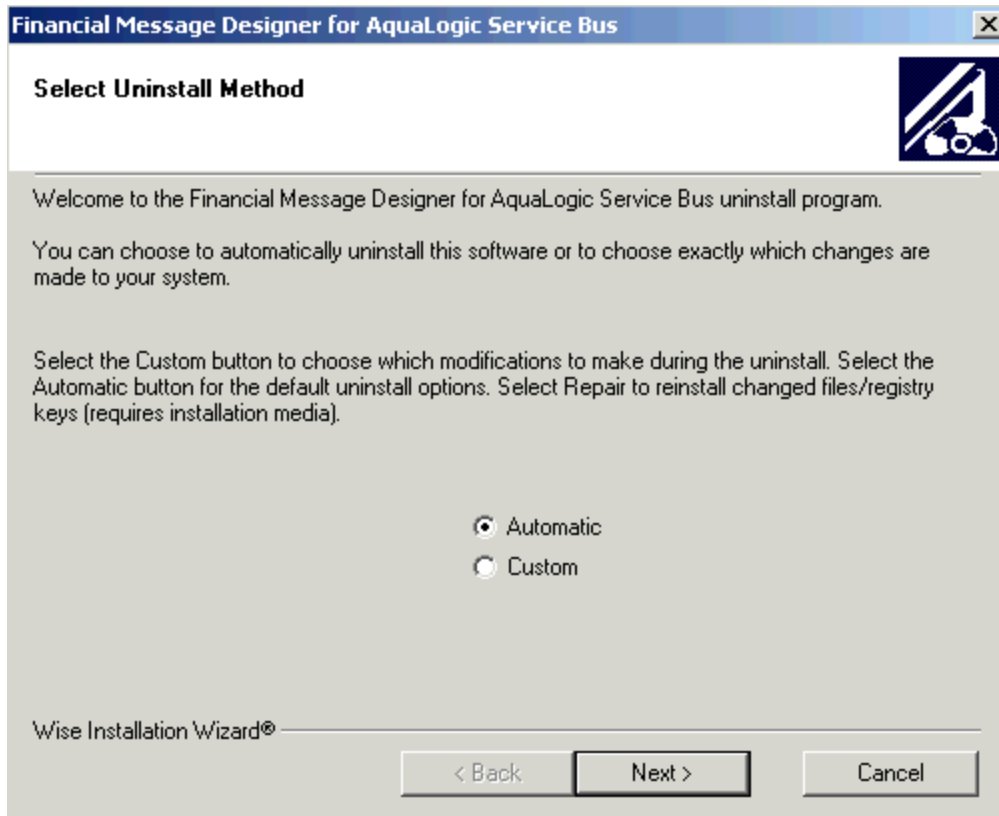 Financial Message Designer for AquaLogic Service Bus
Select Uninstall Method
Welcome to the Financial Message Designer for AquaLogic Service Bus uninstall program.
You can choose to automatically uninstall this software or to choose exactly which changes are
made to your system.
Select the Custom button to choose which modifications to make during the uninstall. Select the
Automatic button for the default uninstall options. Select Repair to reinstall changed files/registry
keys (requires installation media).
Automatic
Custom
Wise Installation Wizard®
< Back
Next >
Cancel